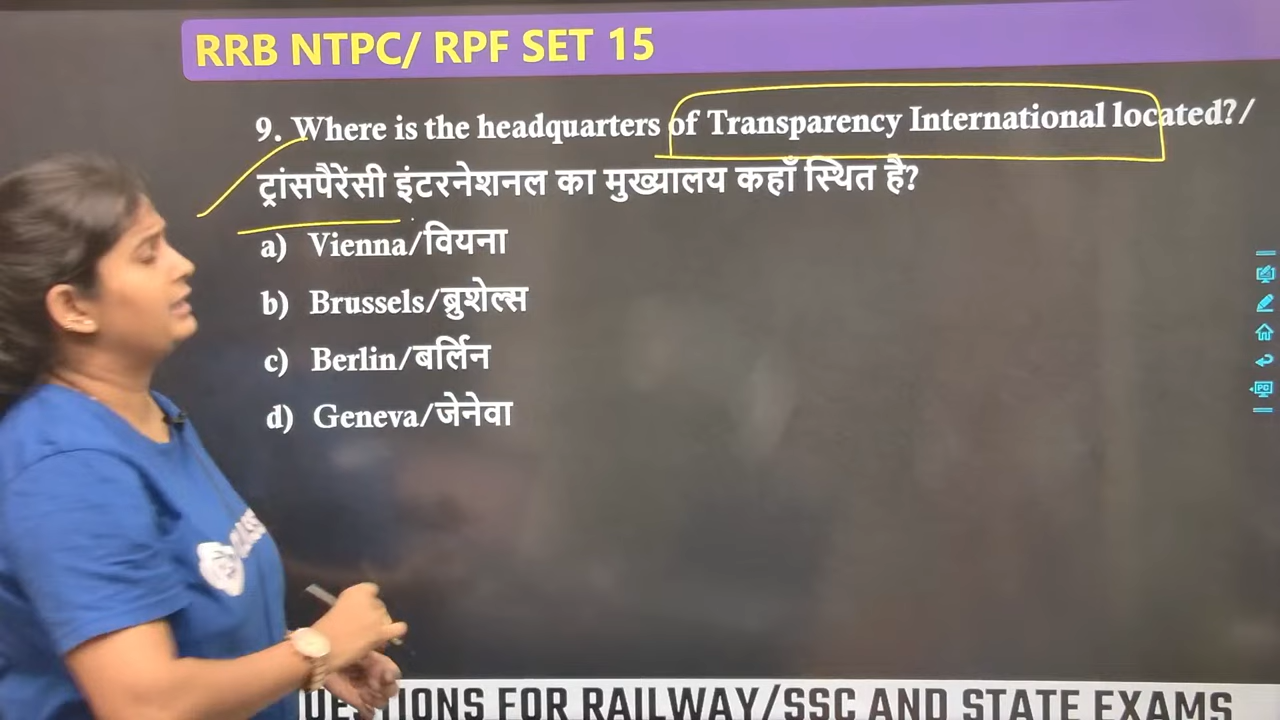 RRB NTPC/ RPF SET 15
9. Where is the headquarters of Transparency International located?/
ट्रांसपैरेंसी इंटरनेशनल का मुख्यालय कहाँ स्थित है?
a) Vienna/वियना
b) Brussels/ब्रुशेल्स
c) Berlin/बर्लिन
d) Geneva/जेनेवा
PC
UESTIONS FOR RAILWAY/SSC AND STATE EXAMS